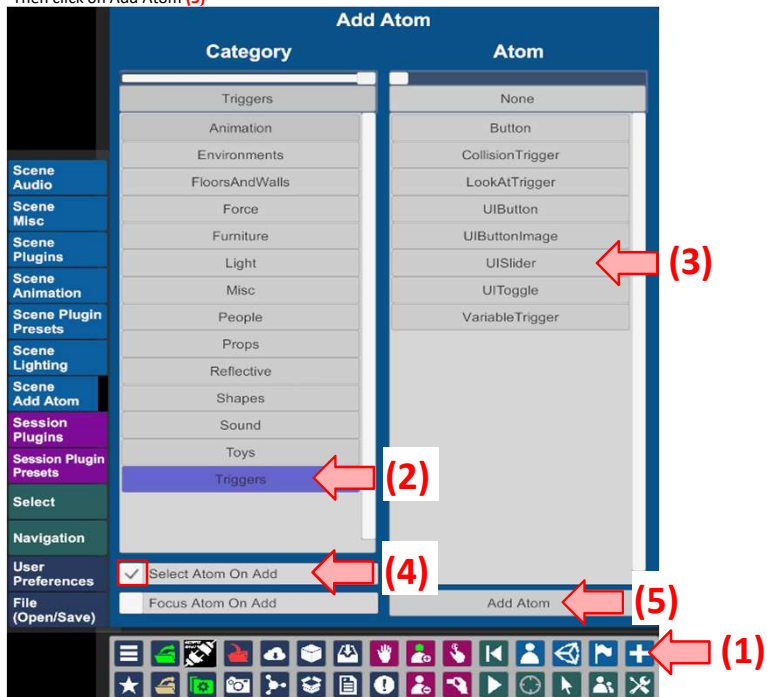 Then click on Add Atom (5)
Add Atom
Category
Atom
Triggers
None
Animation
Environments
FloorsAndWalls
Force
Furniture
Light
Misc
People
Props
Reflective
Shapes
Sound
Toys
Triggers
(2)
Button
CollisionTrigger
LookAtTrigger
UIButton
UIButtonImage
UISlider
(3)
UIToggle
VariableTrigger
Scene
Audio
Scene
Misc
Scene
Plugins
Scene
Animation
Scene Plugin
Presets
Scene
Lighting
Scene
Add Atom
Session
Plugins
Session Plugin
Presets
Select
Navigation
User
Preferences
File
(Open/Save)
Select Atom On Add
(4)
Focus Atom On Add
Add Atom
(5)
(1)